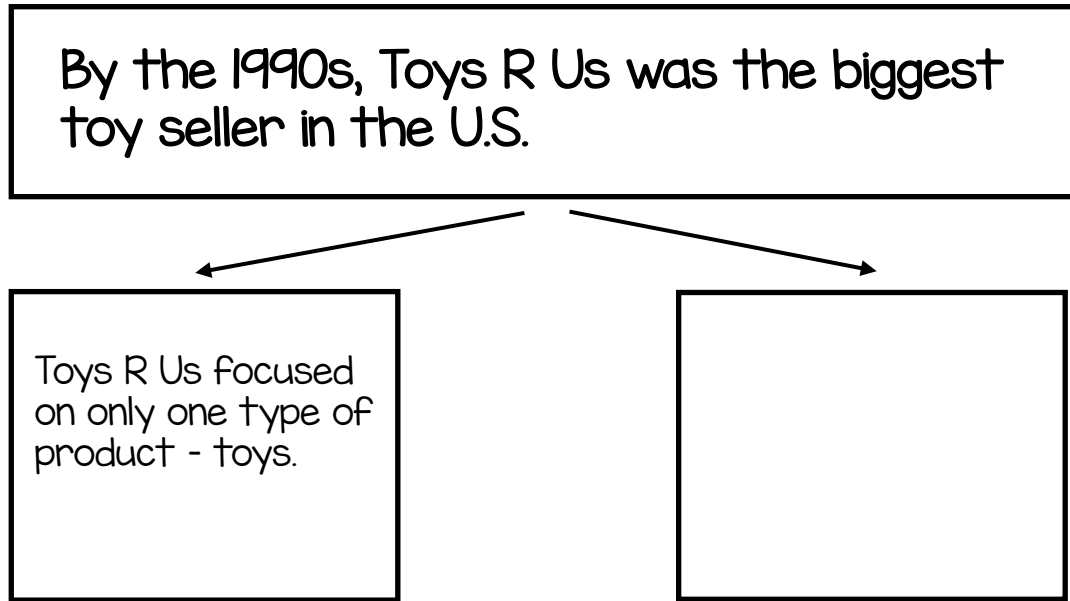 By the 1990s, Toys R Us was the biggest
toy seller in the U.S.
Toys R Us focused
on only one type of
product - toys.